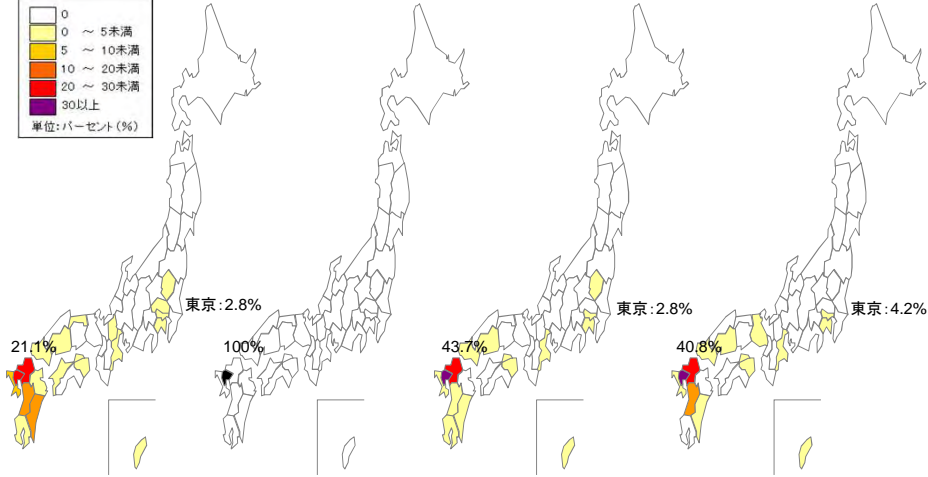 0
0 ～ 5未満
5 ～ 10未満
10 ～ 20未満
20 ～ 30未満
30以上
単位:パーセント(%)
東京:2.8%
東京:2.8%
東京:4.2%
21.1%
100%
43.7%
40.8%